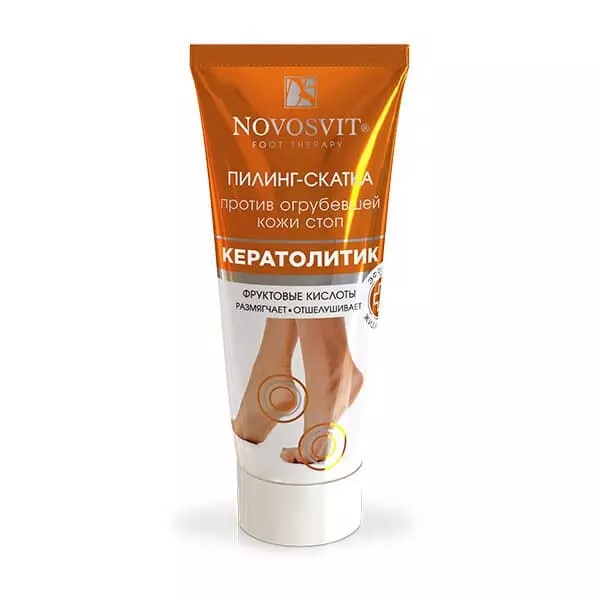 NOVOSVIT®
FOOT THERAPY
ПИЛИНГ-СКАТКА
против огрубевшей
кожи стоп
КЕРАТОЛИТИК
ФРУКТОВЫЕ КИСЛОТЫ
РАЗМЯГЧАЕТ • ОТШЕЛУШИВАЕТ